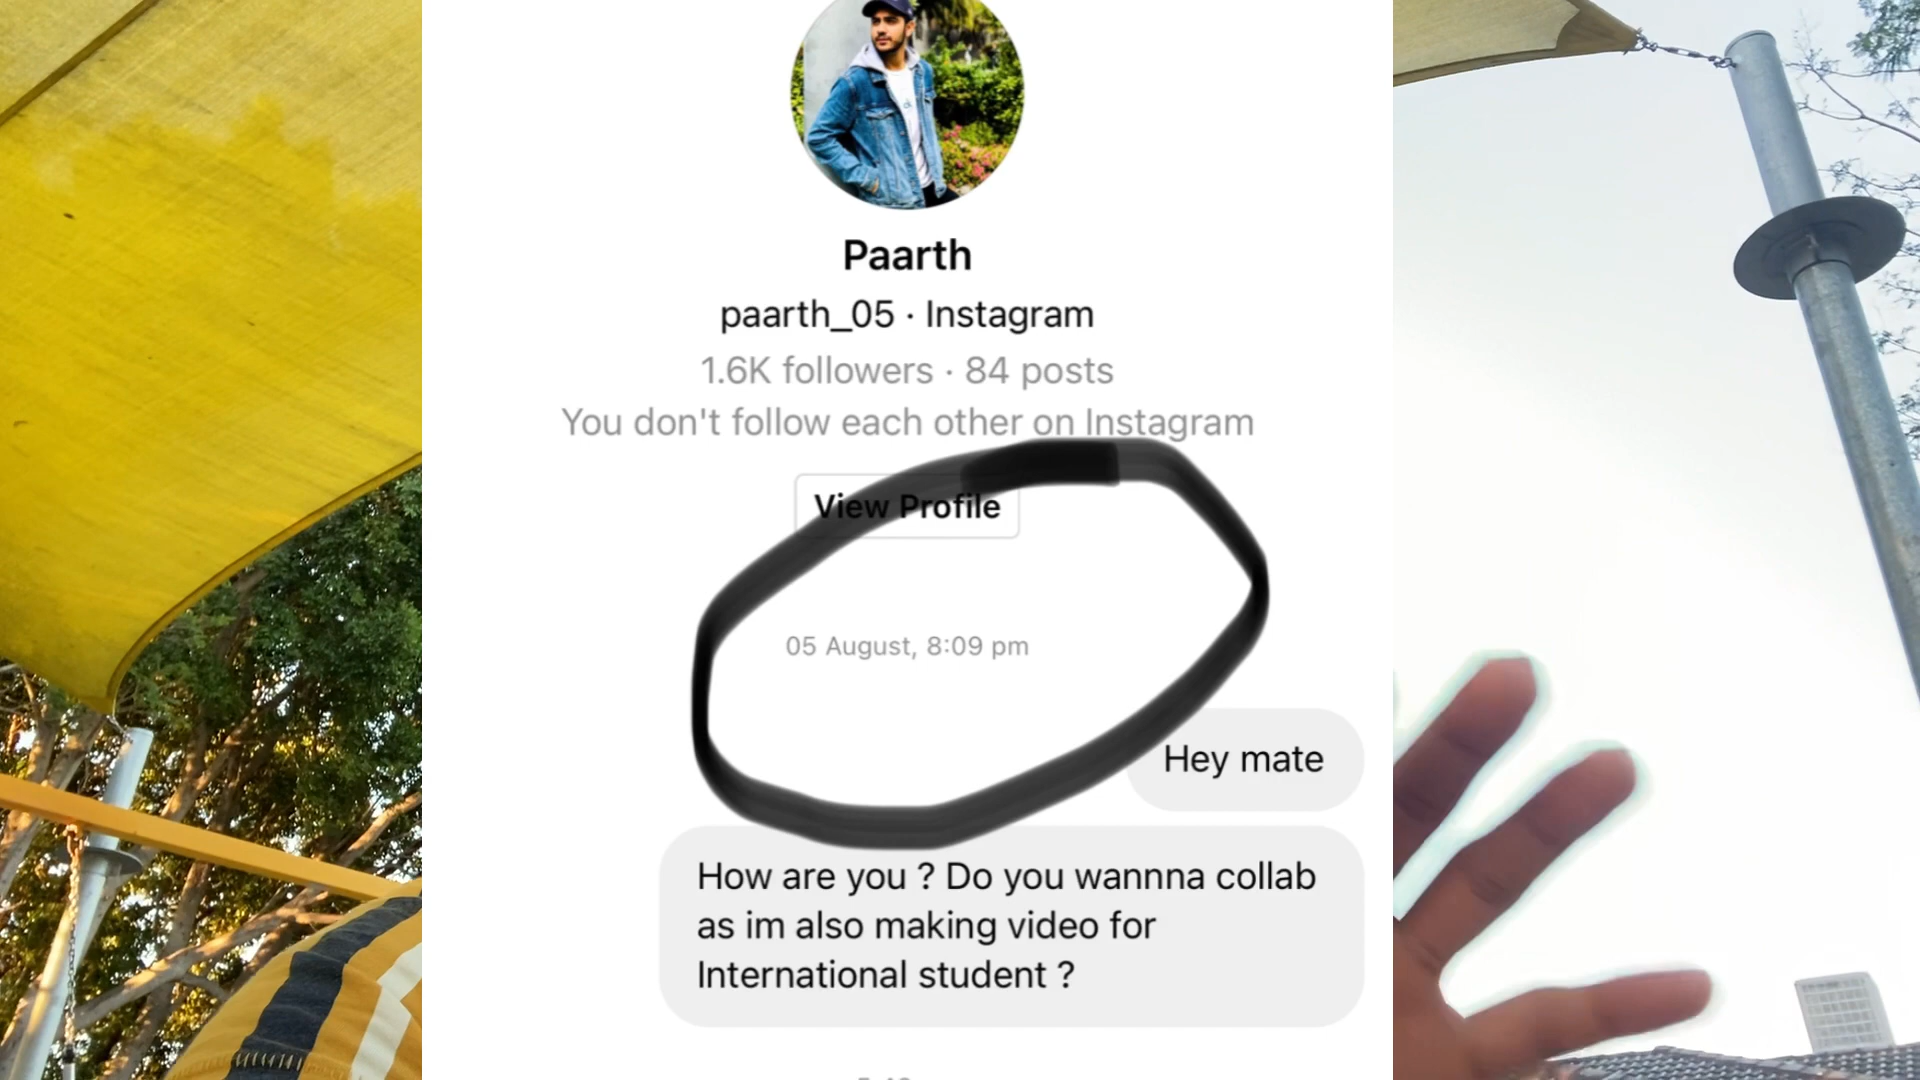 Paarth
paarth_05 · Instagram
1.6K followers · 84 posts
You don't follow each other on Instagram
View Profile
05 August, 8:09 pm
Hey mate
How are you ? Do you wannna collab
as im also making video for
International student ?